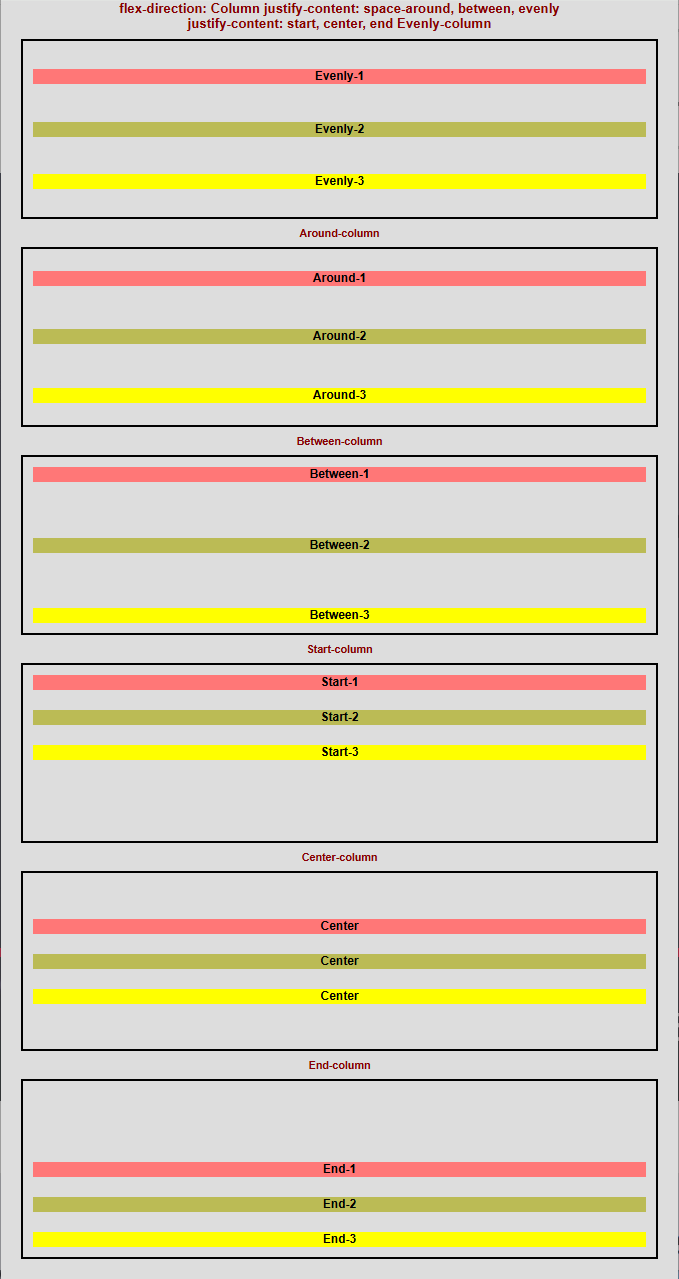 flex-direction: Column justify-content: space-around, between, evenly
justify-content: start, center, end Evenly-column
Evenly-1
Evenly-2
Evenly-3
Around-column
Around-1
Around-2
Around-3
Between-column
Between-1
Between-2
Between-3
Start-column
Start-1
Start-2
Start-3
Center-column
Center
Center
Center
End-column
End-1
End-2
End-3